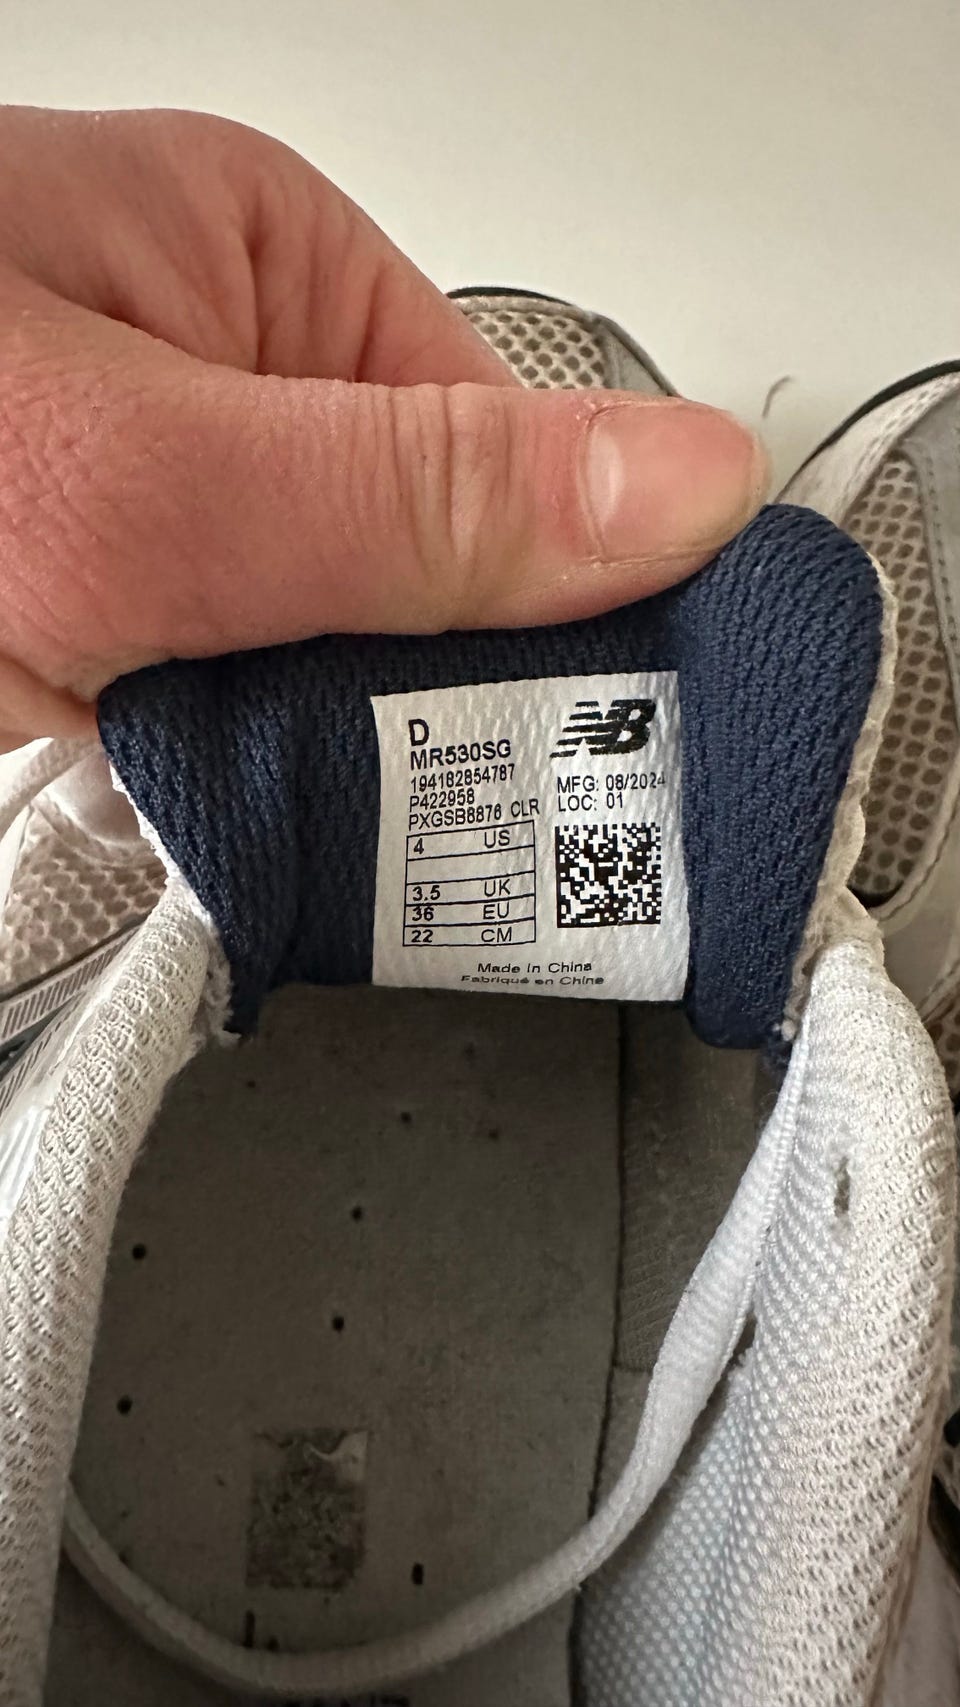 D
MR530SG
194182854787
P422958
PXGSB8876 CLR
4 US
3.5 UK
36 EU
22 CM
NB
MFG: 08/2024
LOC: 01
Made in China
Fabriqué en Chine